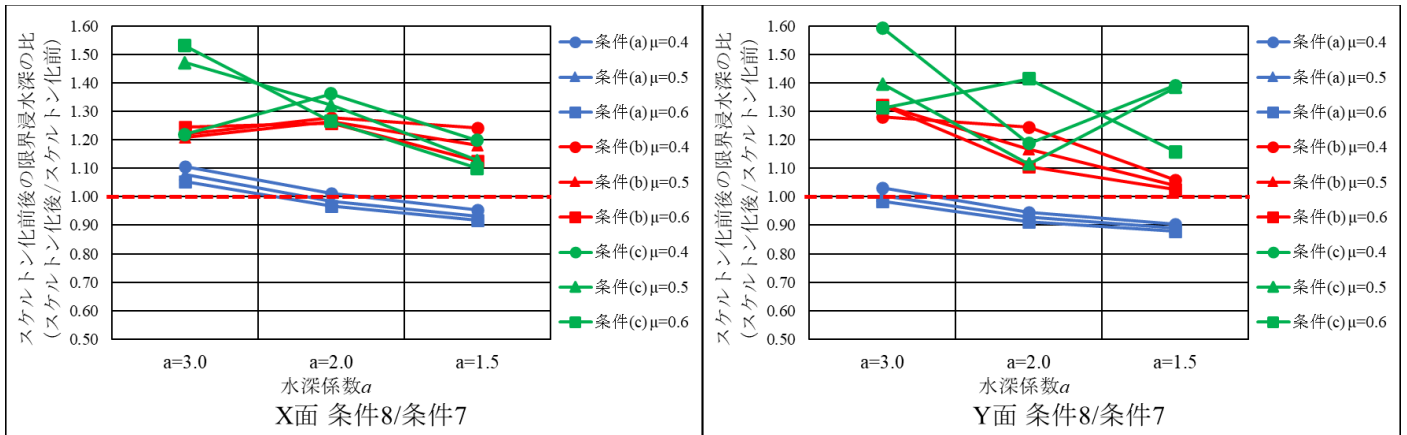 スケルトン化前後の限界浸水深の比
(スケルトン化後/スケルトン化前)
1.60
1.50
1.40
1.30
1.20
1.10
1.00
0.90
0.80
0.70
0.60
0.50
a=3.0
a=2.0
a=1.5
水深係数a
X面 条件8/条件7
条件(a)μ=0.4
条件(a)μ=0.5
条件(a)μ=0.6
条件(b)μ=0.4
条件(b)μ=0.5
条件(b)μ=0.6
条件(c)μ=0.4
条件(c)μ=0.5
条件(c)μ=0.6
スケルトン化前後の限界浸水深の比
(スケルトン化後/スケルトン化前)
1.60
1.50
1.40
1.30
1.20
1.10
1.00
0.90
0.80
0.70
0.60
0.50
a=3.0
a=2.0
a=1.5
水深係数a
Y面 条件8/条件7
条件(a)μ=0.4
条件(a)μ=0.5
条件(a)μ=0.6
条件(b)μ=0.4
条件(b)μ=0.5
条件(b)μ=0.6
条件(c)μ=0.4
条件(c)μ=0.5
条件(c)μ=0.6